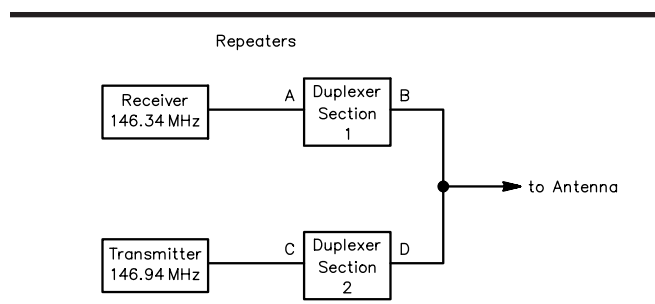 Repeaters
Receiver
146.34 MHz
A
Duplexer
Section
1
B
to Antenna
Transmitter
146.94 MHz
C
Duplexer
Section
2
D